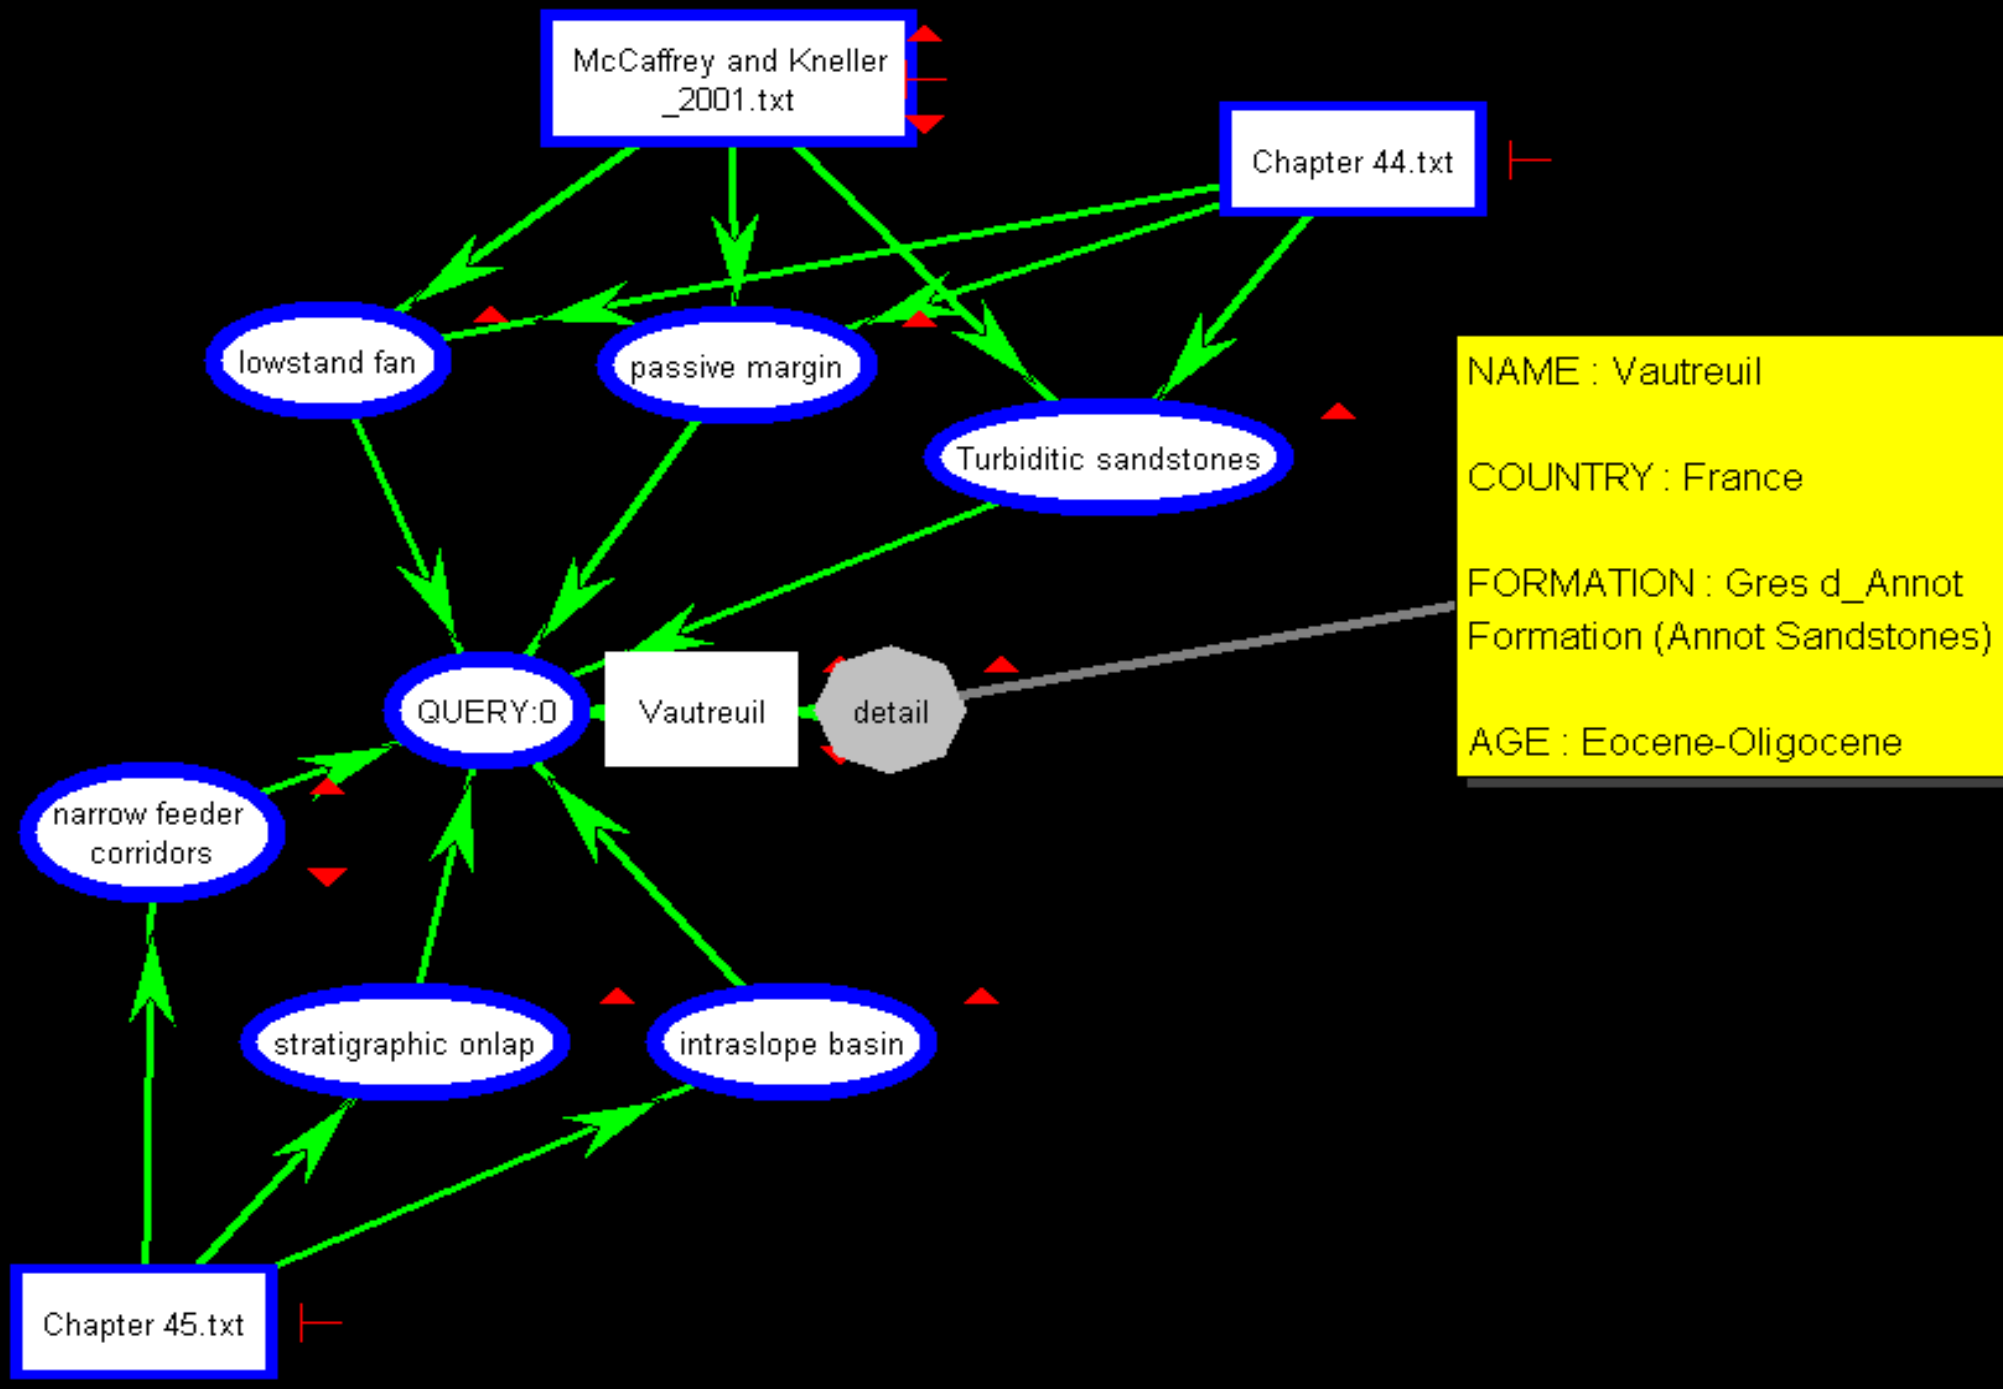 McCaffrey and Kneller
_2001.txt
Chapter 44.txt
lowstand fan
passive margin
Turbiditic sandstones
NAME : Vautreuil
COUNTRY : France
FORMATION : Gres d_Annot
Formation (Annot Sandstones)
AGE : Eocene-Oligocene
QUERY:0
Vautreuil
detail
narrow feeder
corridors
stratigraphic onlap
intraslope basin
Chapter 45.txt